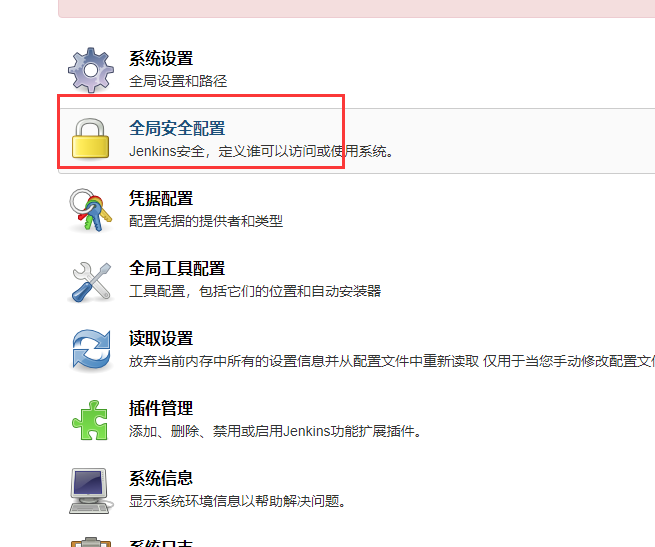 系统设置
全局设置和路径
全局安全配置
Jenkins安全，定义谁可以访问或使用系统。
凭据配置
配置凭据的提供者和类型
全局工具配置
工具配置，包括它们的位置和自动安装器
读取设置
放弃当前内存中所有的设置信息并从配置文件中重新读取 仅用于当您手动修改配置文
插件管理
添加、删除、禁用或启用Jenkins功能扩展插件。
系统信息
显示系统环境信息以帮助解决问题。
系统日志